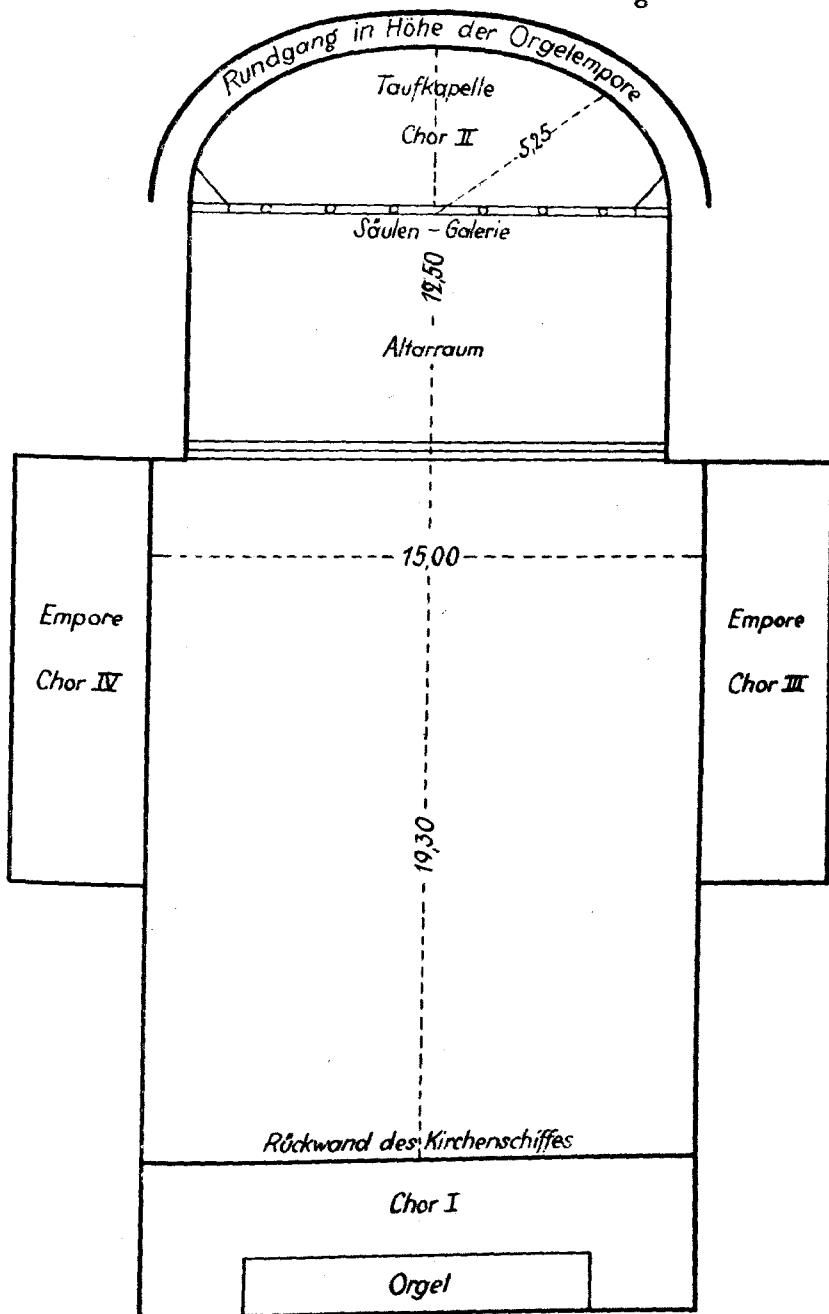 Rundgang in Höhe der Orgelempore
Taufkapelle
Chor II
5,25
Säulen - Galerie
12,50
Altarraum
15,00
Empore
Chor IV
Empore
Chor III
19,30
Rückwand des Kirchenschiffes
Chor I
Orgel